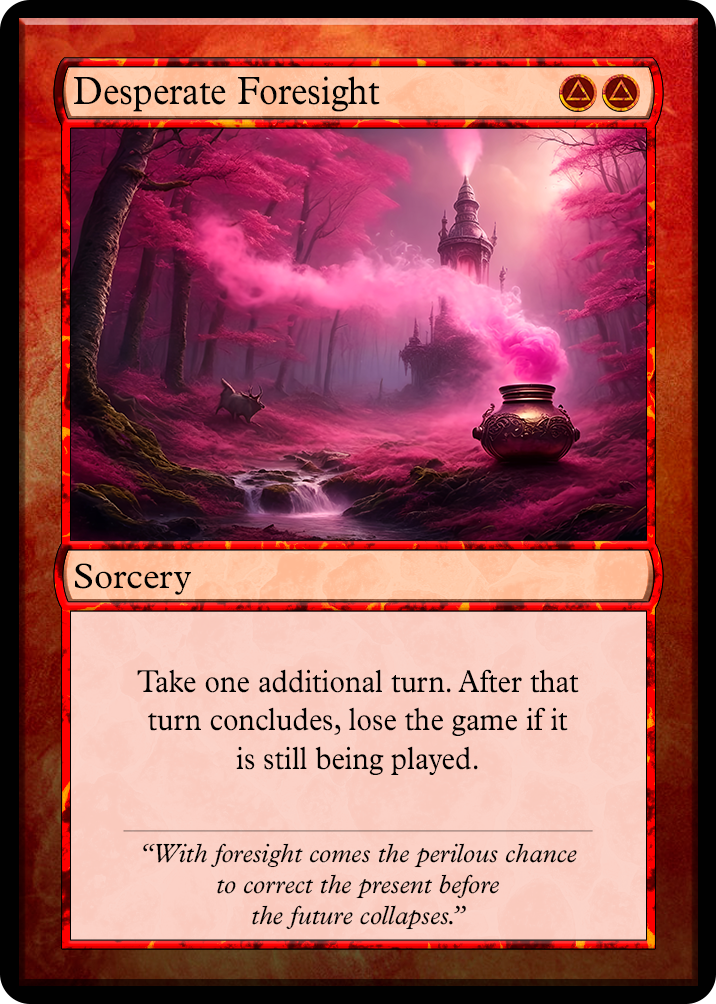 Desperate Foresight
Sorcery
Take one additional turn. After that
turn concludes, lose the game if it
is still being played.
“With foresight comes the perilous chance
to correct the present before
the future collapses.”